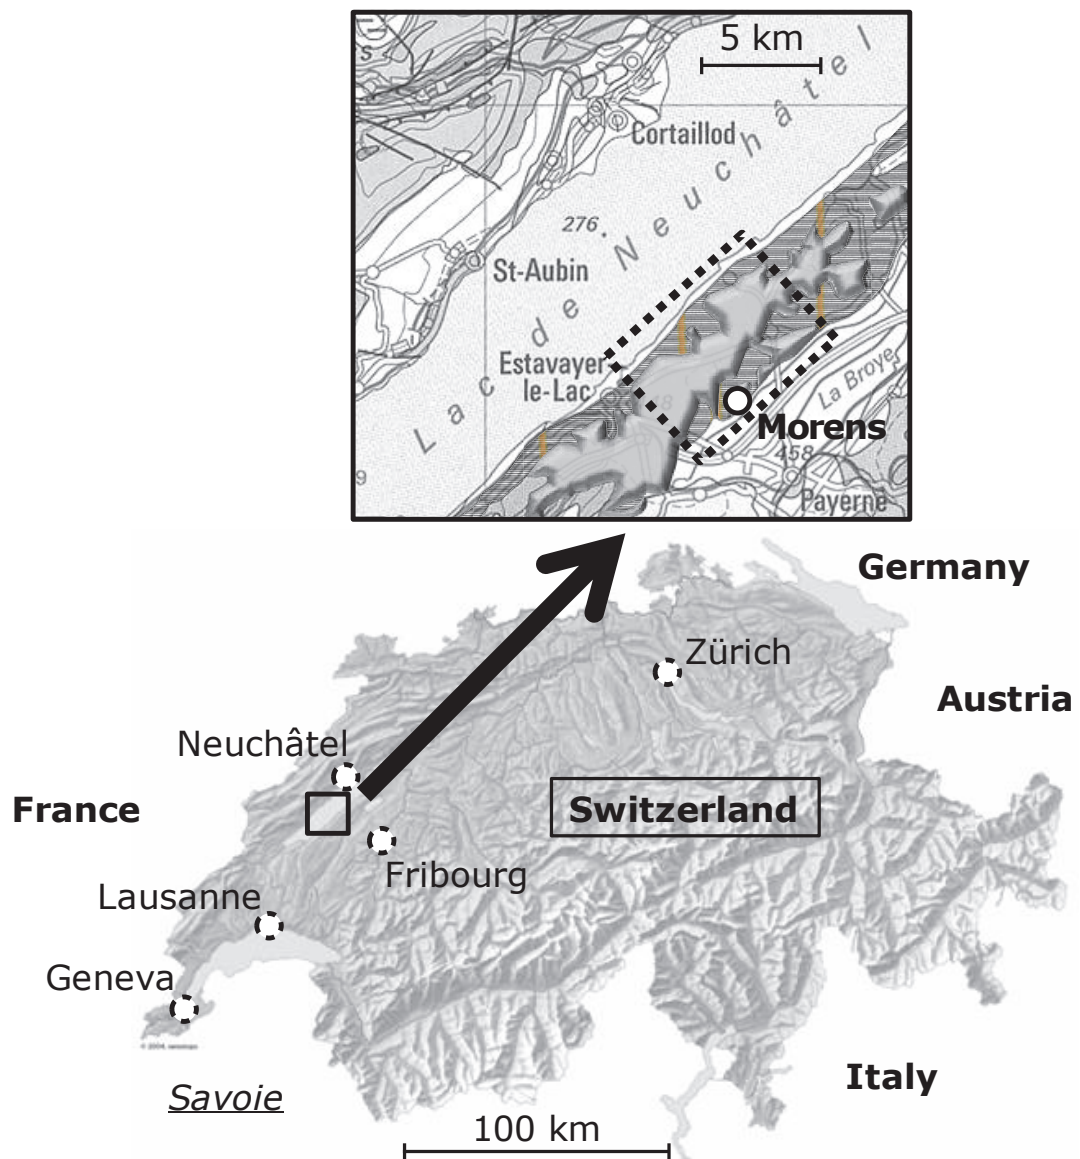 5 km
s
Cortaillod
Lac de Neuchâtel
276.
St-Aubin
Estavayer
le-Lac
La Broye
Morens
458
Payerne
9
Germany
Zürich
Austria
Neuchâtel
France
Switzerland
Fribourg
Lausanne
Geneva
Italy
Savoie
100 km